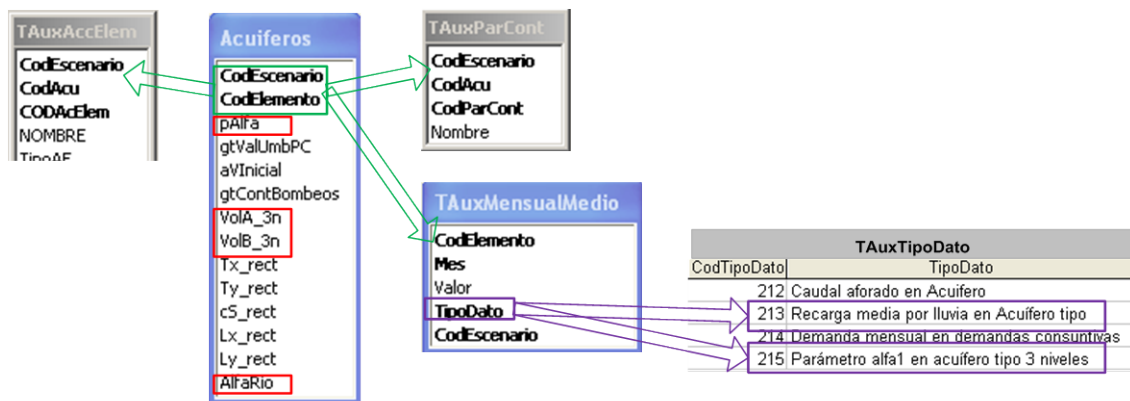 TAuxAccElem
CodEscenario
CodAcu
CODAcElem
NOMBRE
TipoAE
Acuiferos
CodEscenario
CodElemento
pAlfa
gtValUmbPC
aVInicial
gtContBombeos
VolA_3n
VolB_3n
Tx_rect
Ty_rect
cS_rect
Lx_rect
Ly_rect
AlfaRio
TAuxParCont
CodEscenario
CodAcu
CodParCont
Nombre
TAuxMensualMedio
CodElemento
Mes
Valor
TipoDato
CodEscenario
TAuxTipoDato
CodTipoDato TipoDato
212 Caudal aforado en Acuifero
213 Recarga media por lluvia en Acuífero tipo
214 Demanda mensual en demandas consuntivas
215 Parámetro alfa1 en acuífero tipo 3 niveles